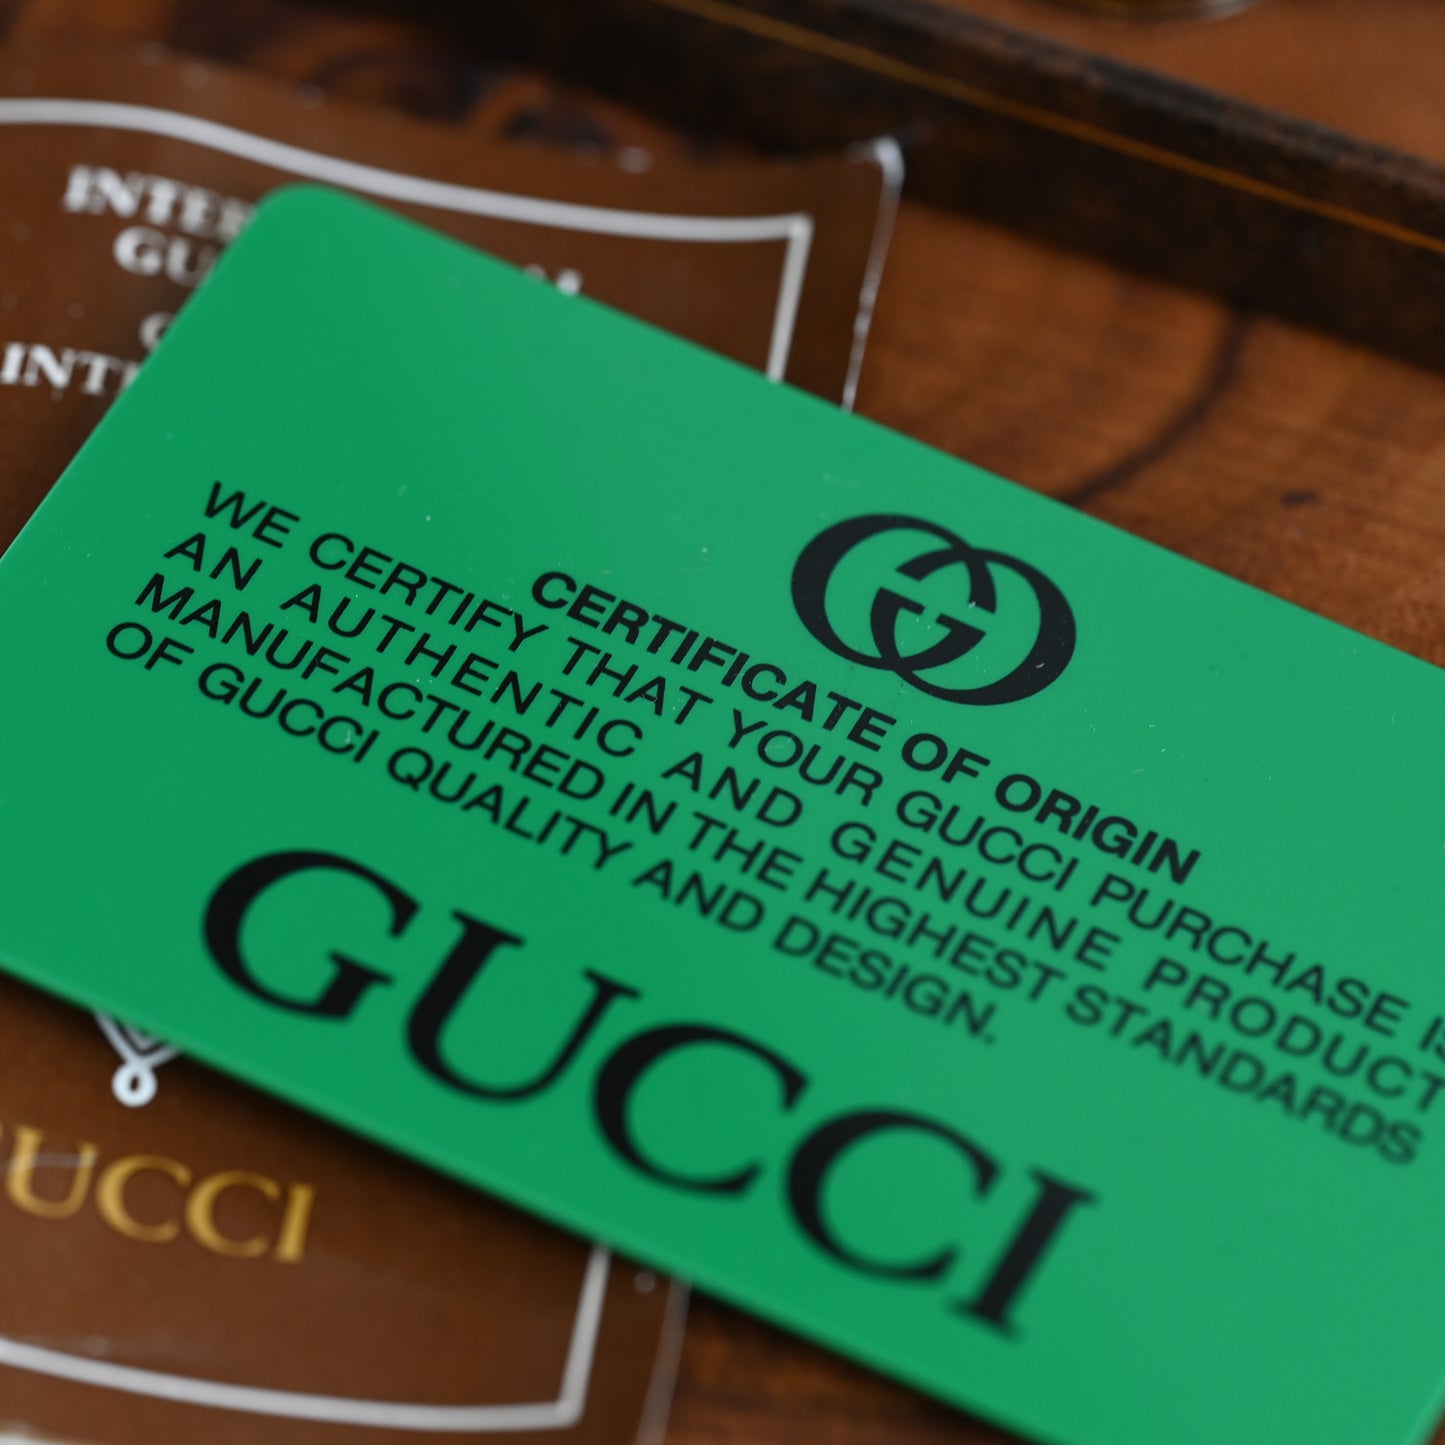 CERTIFICATE OF ORIGIN
WE CERTIFY THAT YOUR GUCCI PURCHASE IS
AN AUTHENTIC AND GENUINE PRODUCT
MANUFACTURED IN THE HIGHEST STANDARDS
OF GUCCI QUALITY AND DESIGN.
GUCCI
UCCI